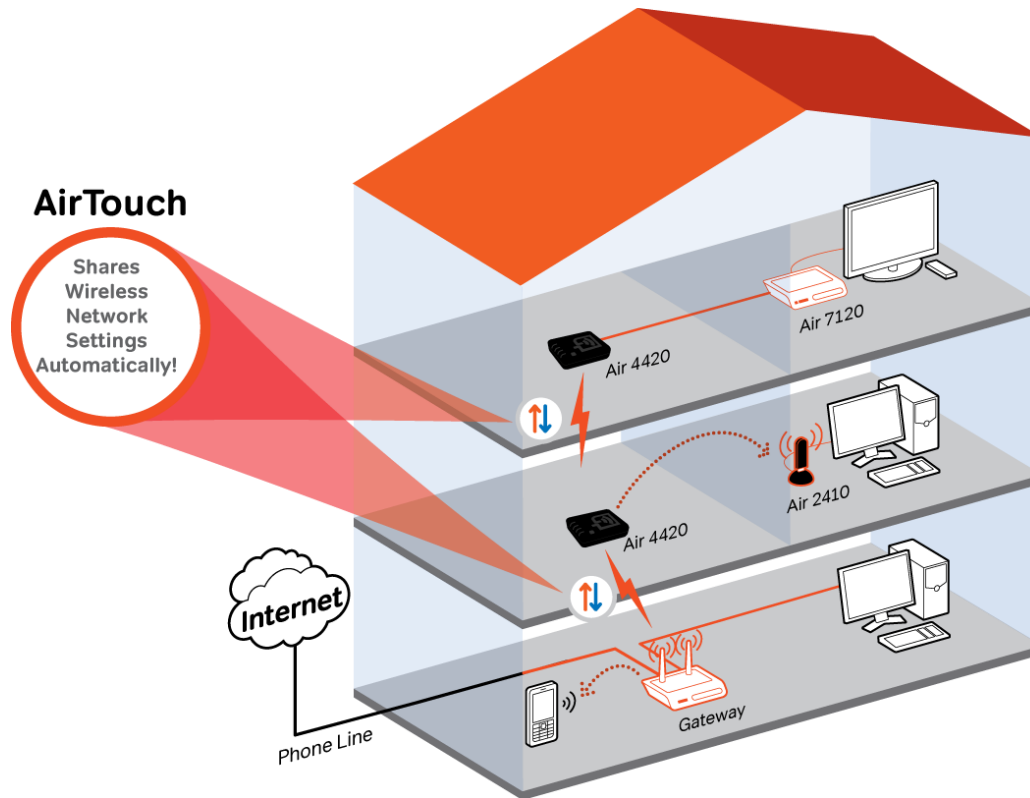 AirTouch
Shares
Wireless
Network
Settings
Automatically!
Air 7120
Air 4420
Air 2410
Air 4420
Internet
Gateway
Phone Line